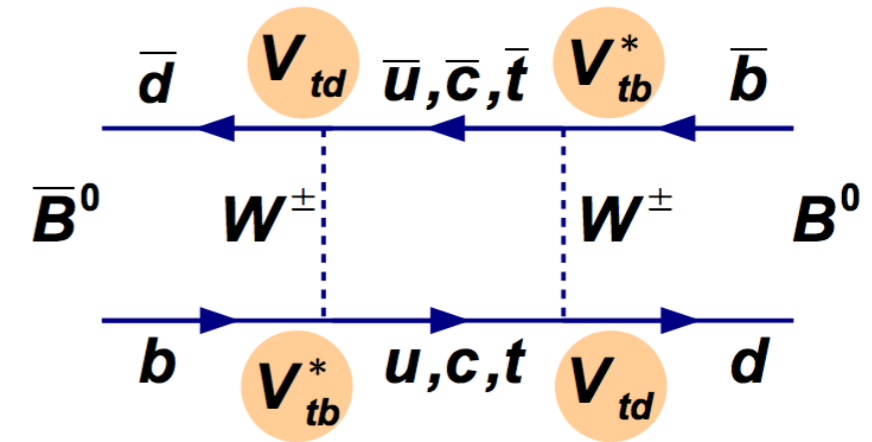 d̅ V_td u̅,c̅,t̅ V*_tb b̅
B̅⁰ W± W± B⁰
b V*_tb u,c,t V_td d